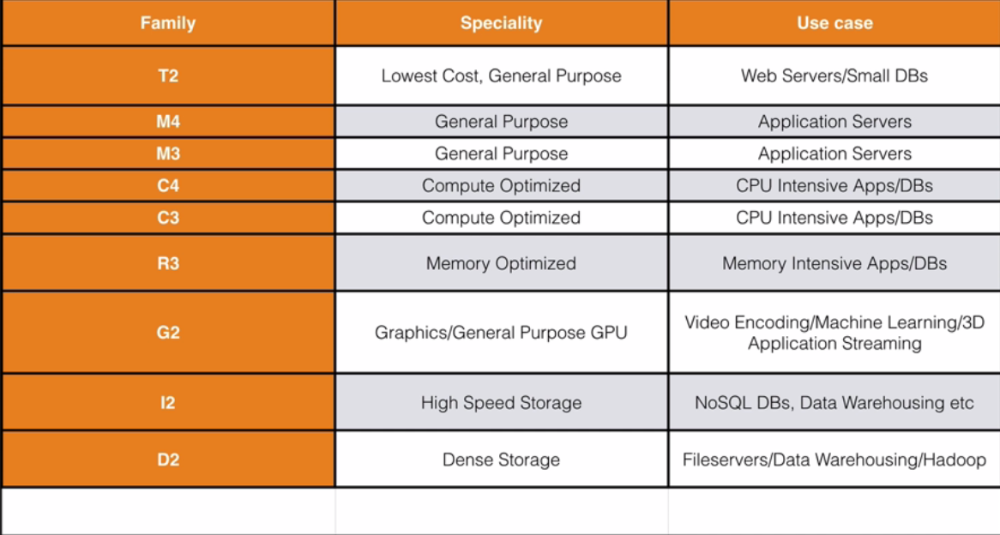 Family Speciality Use case
T2 Lowest Cost, General Purpose Web Servers/Small DBs
M4 General Purpose Application Servers
M3 General Purpose Application Servers
C4 Compute Optimized CPU Intensive Apps/DBs
C3 Compute Optimized CPU Intensive Apps/DBs
R3 Memory Optimized Memory Intensive Apps/DBs
G2 Graphics/General Purpose GPU Video Encoding/Machine Learning/3D
Application Streaming
I2 High Speed Storage NoSQL DBs, Data Warehousing etc
D2 Dense Storage Fileservers/Data Warehousing/Hadoop